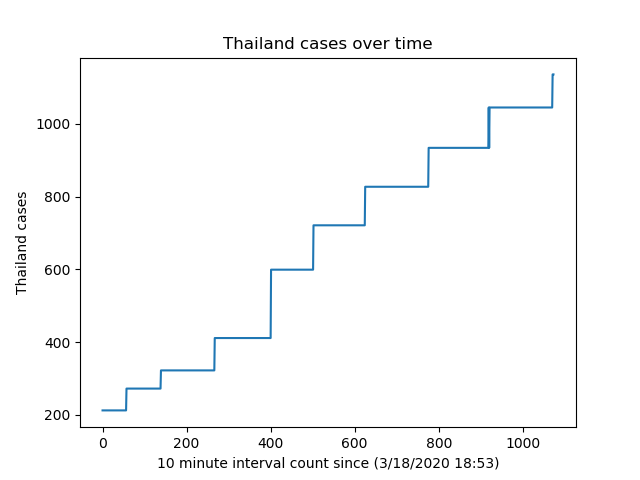 Thailand cases over time
1000
800
600
400
200
Thailand cases
0 200 400 600 800 1000
10 minute interval count since (3/18/2020 18:53)